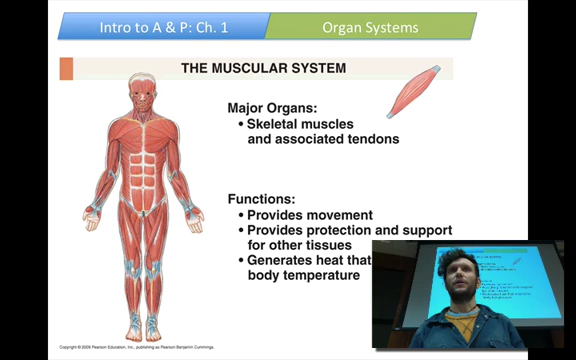 Intro to A & P: Ch. 1
Organ Systems
THE MUSCULAR SYSTEM
Major Organs:
• Skeletal muscles
and associated tendons
Functions:
• Provides movement
• Provides protection and support
for other tissues
• Generates heat that
body temperature
Copyright © 2009 Pearson Education, Inc., publishing as Pearson Benjamin Cummings.